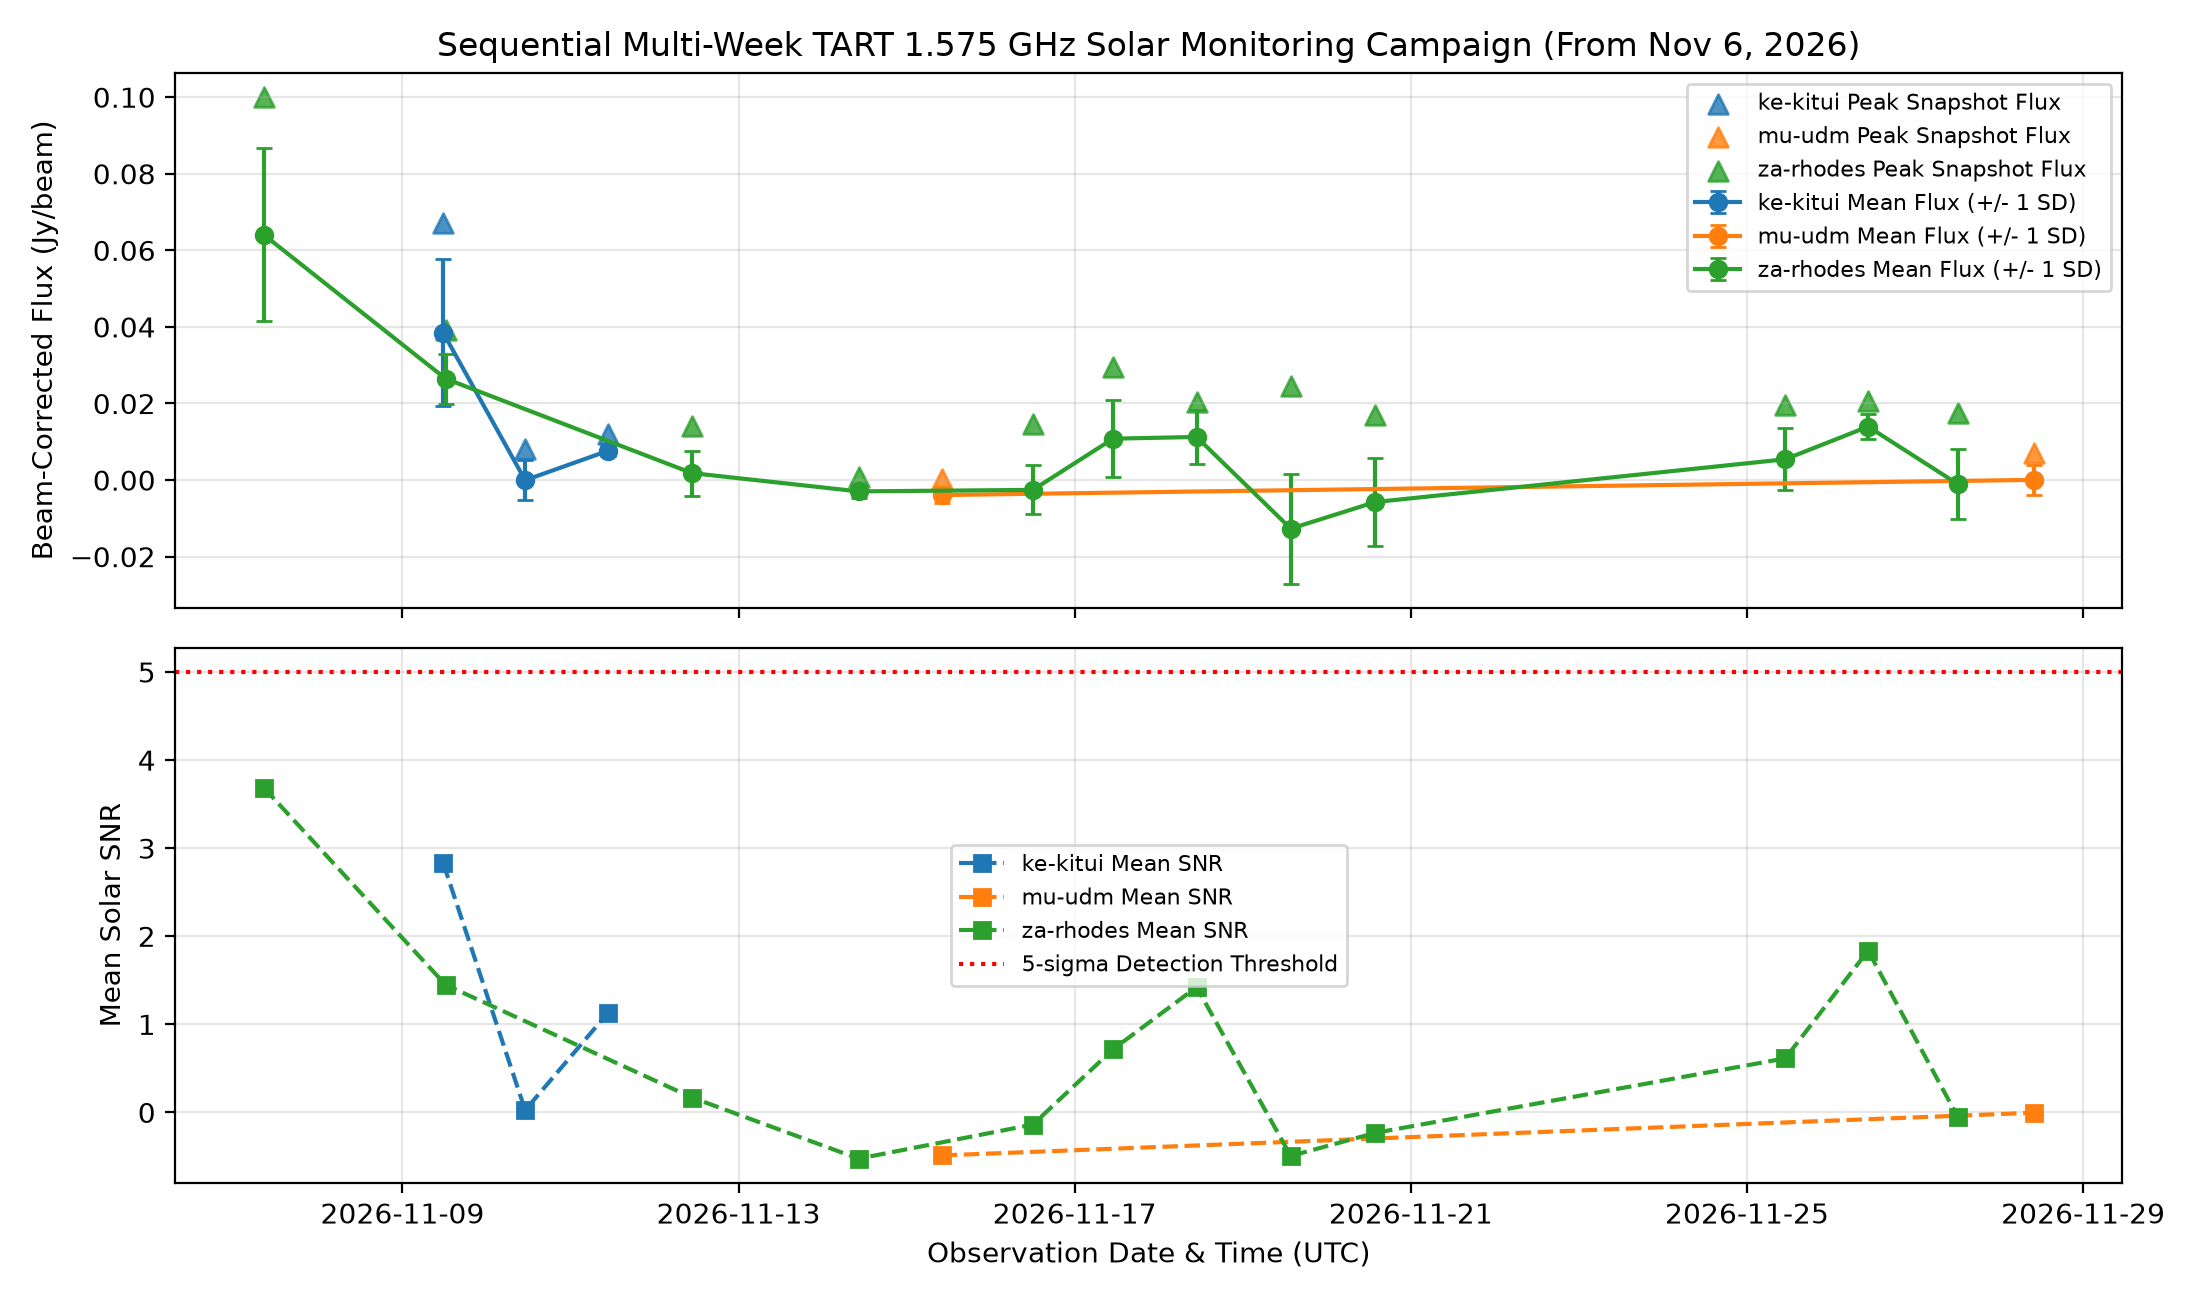 Sequential Multi-Week TART 1.575 GHz Solar Monitoring Campaign (From Nov 6, 2026)
Beam-Corrected Flux (Jy/beam)
0.10
0.08
0.06
0.04
0.02
0.00
−0.02
ke-kitui Peak Snapshot Flux
mu-udm Peak Snapshot Flux
za-rhodes Peak Snapshot Flux
ke-kitui Mean Flux (+/- 1 SD)
mu-udm Mean Flux (+/- 1 SD)
za-rhodes Mean Flux (+/- 1 SD)
Mean Solar SNR
5
4
3
2
1
0
ke-kitui Mean SNR
mu-udm Mean SNR
za-rhodes Mean SNR
5-sigma Detection Threshold
2026-11-09 2026-11-13 2026-11-17 2026-11-21 2026-11-25 2026-11-29
Observation Date & Time (UTC)